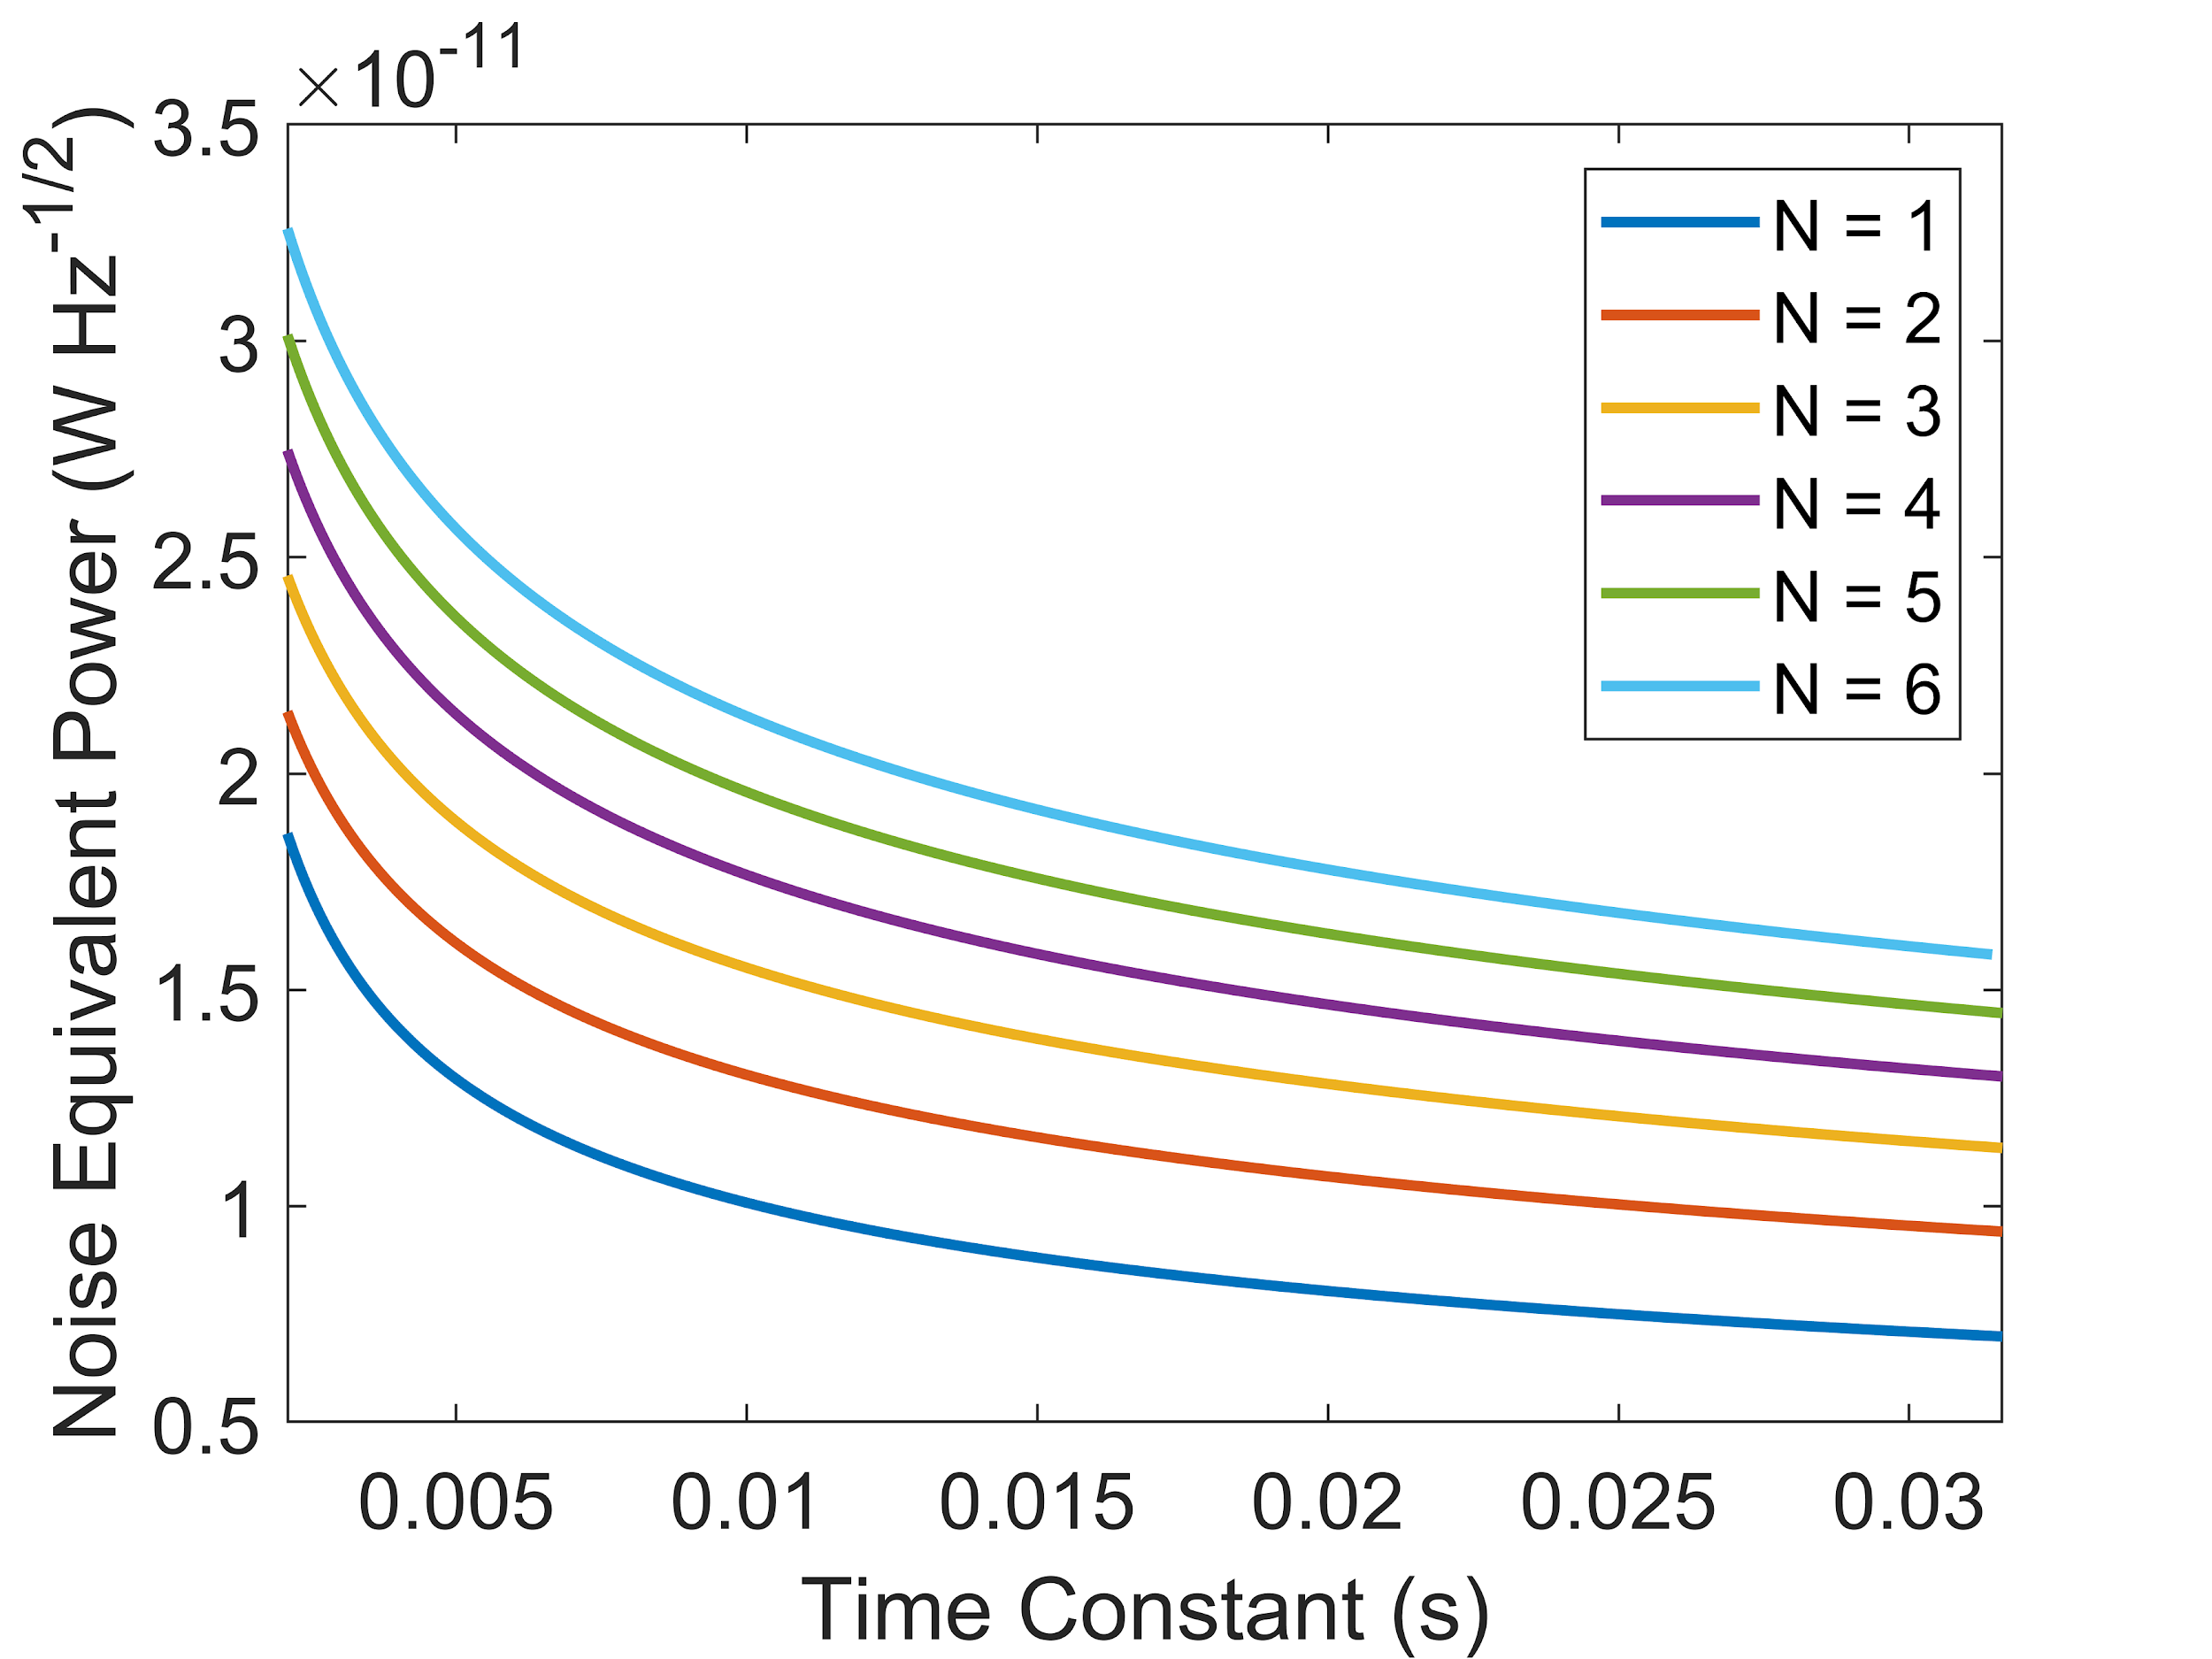 ×10-11
3.5
3
2.5
2
1.5
1
0.5
Noise Equivalent Power (W Hz-1/2)
N = 1
N = 2
N = 3
N = 4
N = 5
N = 6
0.005 0.01 0.015 0.02 0.025 0.03
Time Constant (s)